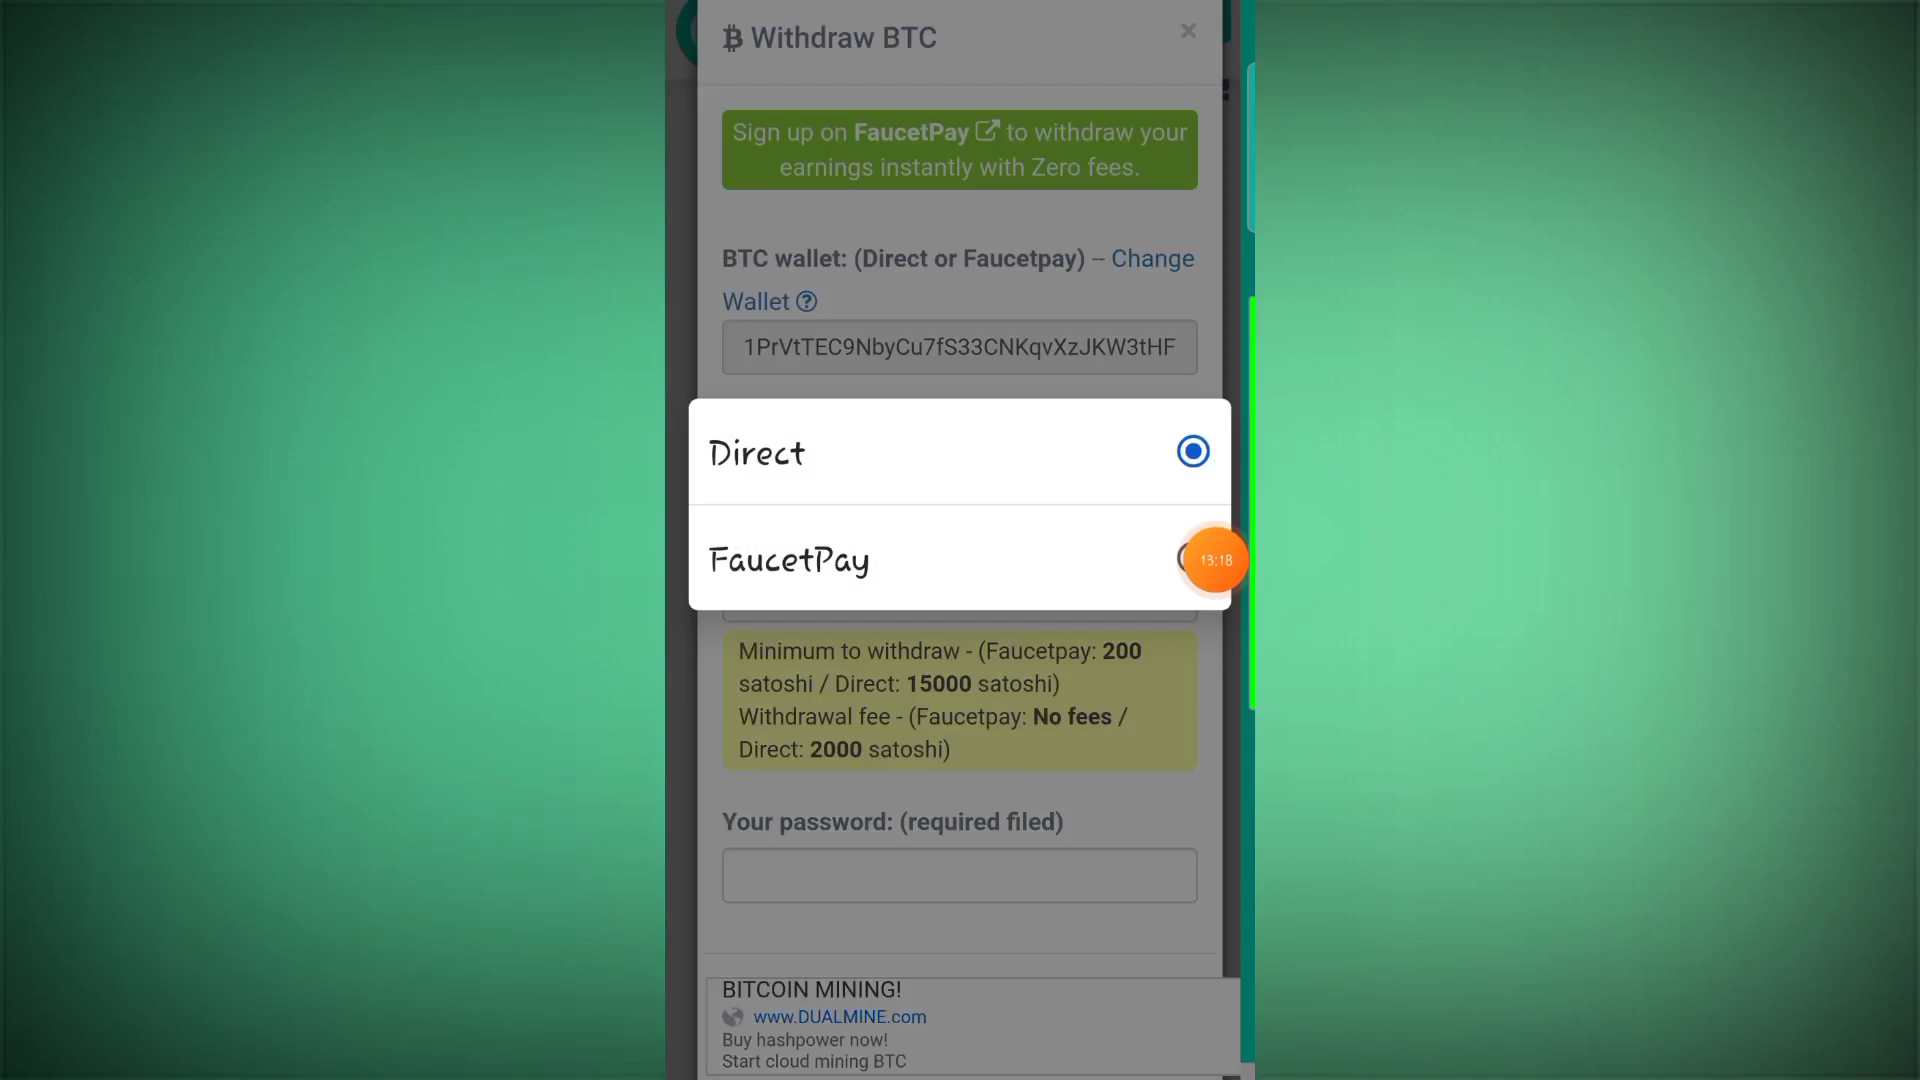 Withdraw BTC
×
Sign up on FaucetPay to withdraw your
earnings instantly with Zero fees.
BTC wallet: (Direct or Faucetpay) -- Change
Wallet
1PrVtTEC9NbyCu7fS33CNKqvXzJKW3tHF
Direct
FaucetPay
13:18
Minimum to withdraw - (Faucetpay: 200
satoshi / Direct: 15000 satoshi)
Withdrawal fee - (Faucetpay: No fees /
Direct: 2000 satoshi)
Your password: (required filed)
BITCOIN MINING!
www.DUALMINE.com
Buy hashpower now!
Start cloud mining BTC